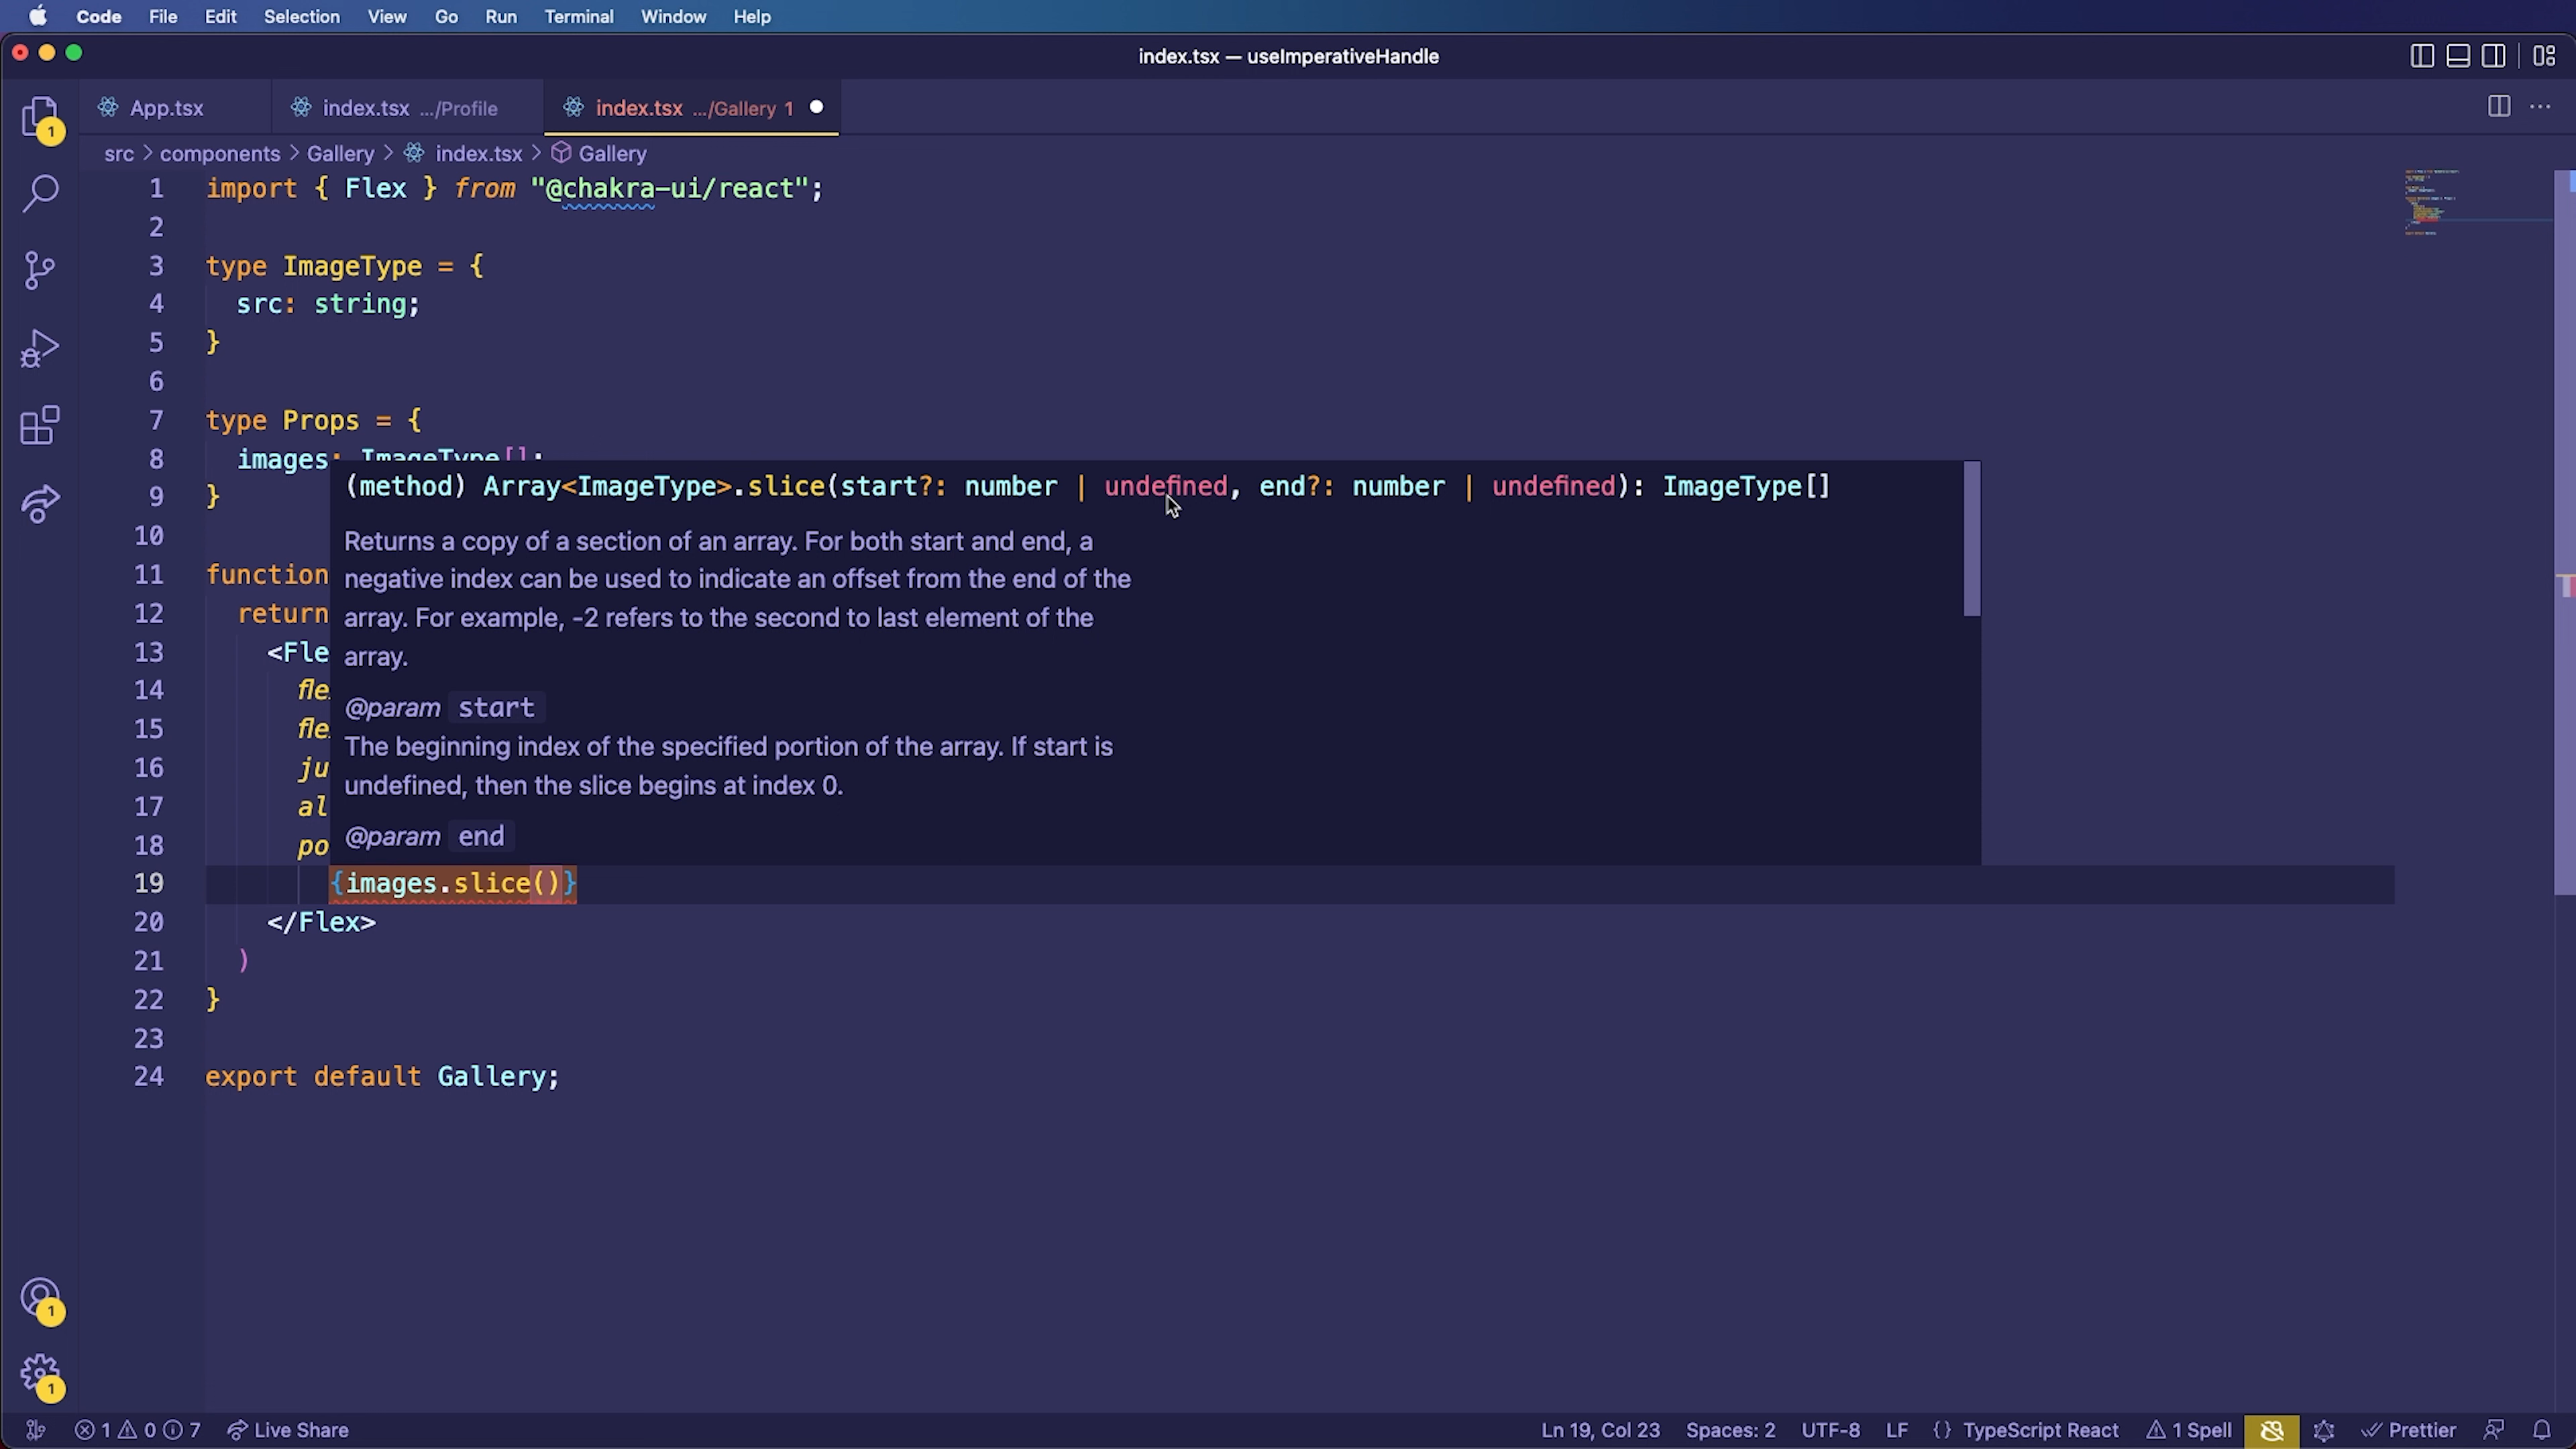 Code File Edit Selection View Go Run Terminal Window Help
index.tsx — useImperativeHandle
App.tsx index.tsx .../Profile index.tsx .../Gallery 1
src > components > Gallery > index.tsx > Gallery
1 import { Flex } from "@chakra-ui/react";
2
3 type ImageType = {
4 src: string;
5 }
6
7 type Props = {
8 images: ImageType[];
(method) Array<ImageType>.slice(start?: number | undefined, end?: number | undefined): ImageType[]
9 }
10
Returns a copy of a section of an array. For both start and end, a
11 function
negative index can be used to indicate an offset from the end of the
12 return
array. For example, -2 refers to the second to last element of the
13 <Fle
array.
14 fle
@param start
15 fle
The beginning index of the specified portion of the array. If start is
16 ju
undefined, then the slice begins at index 0.
17 al
@param end
18 po
19 {images.slice()}
20 </Flex>
21 )
22 }
23
24 export default Gallery;
1
1
1
1 0 7 Live Share Ln 19, Col 23 Spaces: 2 UTF-8 LF {} TypeScript React 1 Spell Prettier